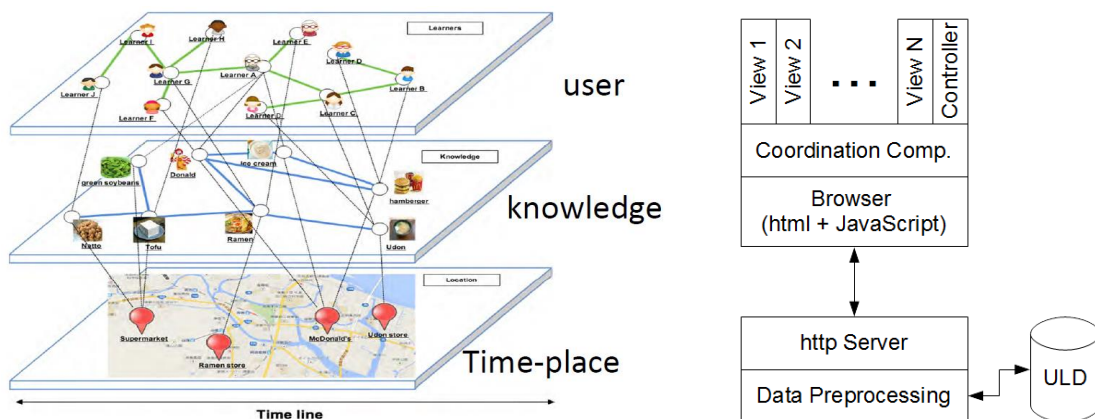 Learners
Learner I
Learner H
Learner E
Learner D
Learner G
Learner A
Learner J
Learner B
Learner F
Learner D
Learner C
user
Knowledge
Ice cream
Donald
green soybeans
hamberger
knowledge
Natto
Tofu
Ramen
Udon
Location
Supermarket
McDonald's
Udon store
Ramen store
Time-place
Time line
View 1
View 2
...
View N
Controller
Coordination Comp.
Browser
(html + JavaScript)
http Server
Data Preprocessing
ULD